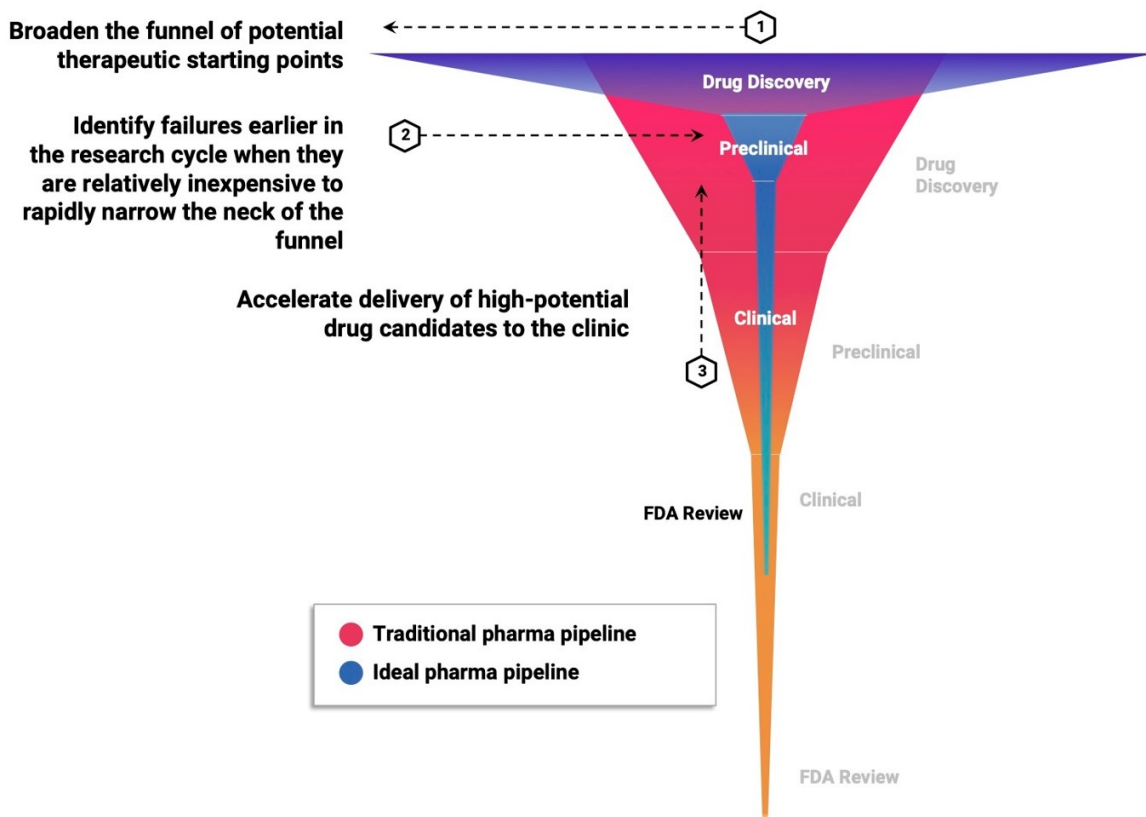 1
Broaden the funnel of potential
therapeutic starting points
Drug Discovery
Identify failures earlier in
the research cycle when they
are relatively inexpensive to
rapidly narrow the neck of the
funnel
2
Preclinical
Drug
Discovery
Accelerate delivery of high-potential
drug candidates to the clinic
3
Clinical
Preclinical
FDA Review
Clinical
Traditional pharma pipeline
Ideal pharma pipeline
FDA Review